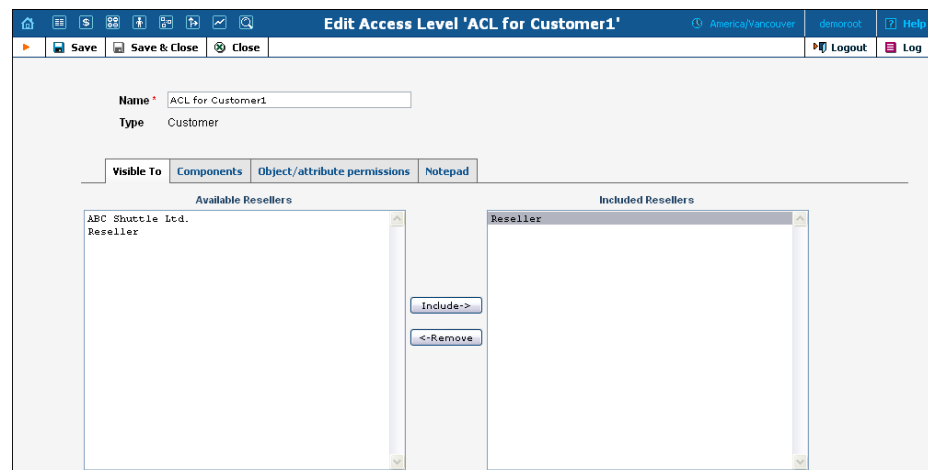 Edit Access Level 'ACL for Customer1' America/Vancouver demoroot ? Help
Save Save & Close Close Logout Log
Name * ACL for Customer1
Type Customer
Visible To Components Object/attribute permissions Notepad
Available Resellers Included Resellers
ABC Shuttle Ltd. Reseller
Reseller
Include->
<-Remove